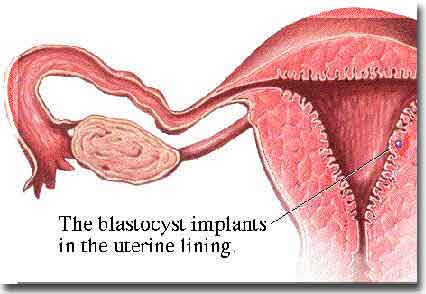 The blastocyst implants
in the uterine lining.